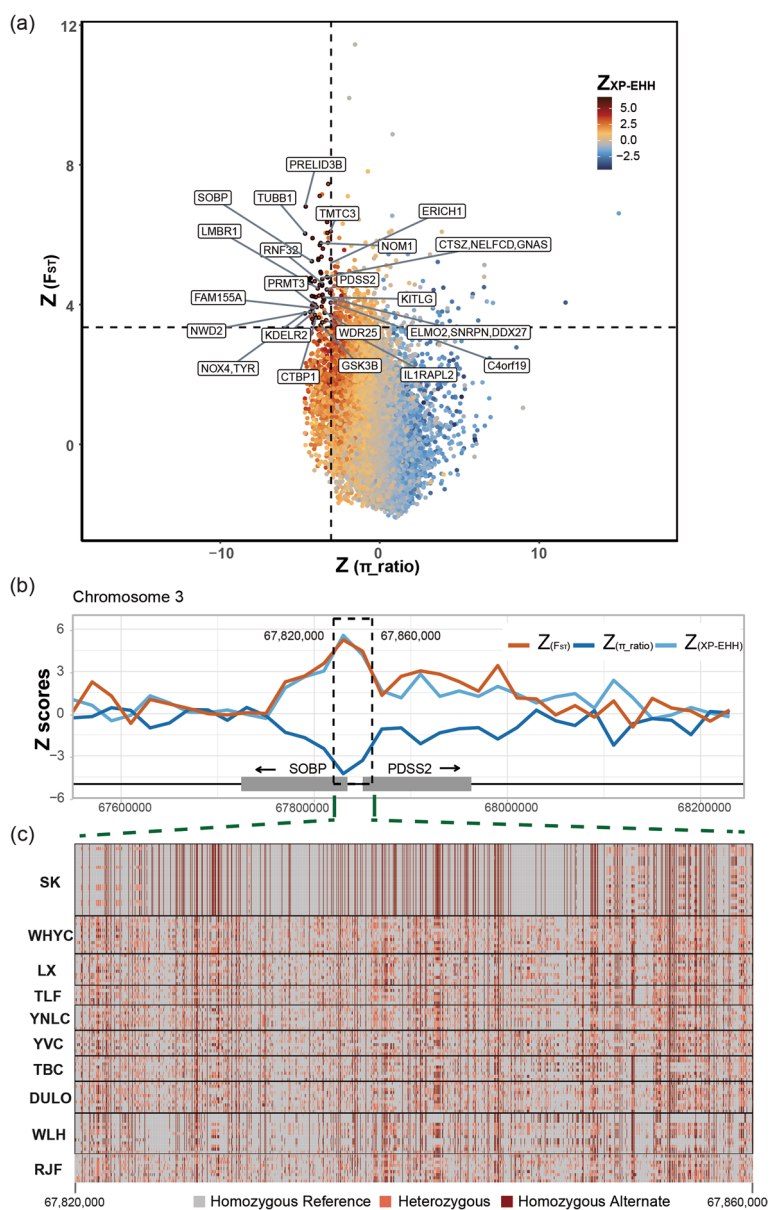 (a)
12
8
4
0
Z (FST)
ZXP-EHH
5.0
2.5
0.0
−2.5
PRELID3B
SOBP
TUBB1
TMTC3
ERICH1
LMBR1
RNF32
NOM1
CTSZ,NELFCD,GNAS
PRMT3
PDSS2
FAM155A
KITLG
NWD2
KDELR2
WDR25
ELMO2,SNRPN,DDX27
NOX4,TYR
CTBP1
GSK3B
IL1RAPL2
C4orf19
−10
0
10
Z (π_ratio)
(b)
Chromosome 3
6
3
0
−3
−6
Z scores
67,820,000
67,860,000
Z(FST)
Z(π_ratio)
Z(XP-EHH)
← SOBP
PDSS2 →
67600000
67800000
68000000
68200000
(c)
SK
WHYC
LX
TLF
YNLC
YVC
TBC
DULO
WLH
RJF
67,820,000
67,860,000
Homozygous Reference
Heterozygous
Homozygous Alternate